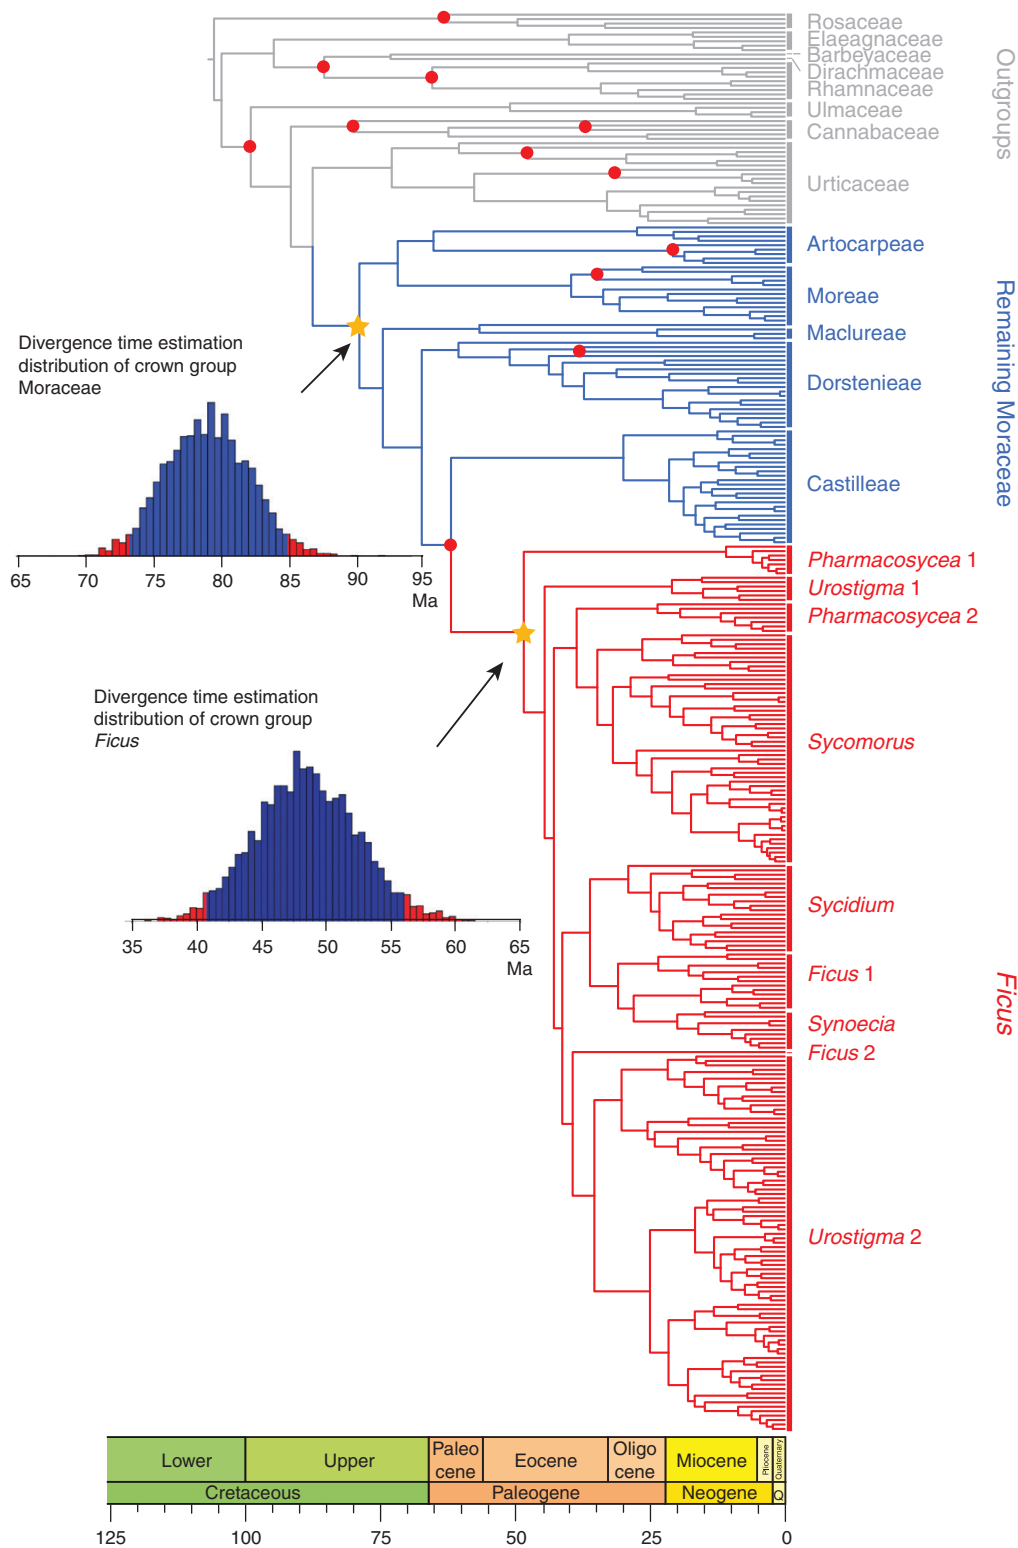 Rosaceae
Elaeagnaceae
Barbeyaceae
Dirachmaceae
Rhamnaceae
Ulmaceae
Cannabaceae
Urticaceae
Outgroups
Artocarpeae
Moreae
Maclureae
Dorstenieae
Castilleae
Remaining Moraceae
Divergence time estimation
distribution of crown group
Moraceae
65 70 75 80 85 90 95
Ma
Pharmacosycea 1
Urostigma 1
Pharmacosycea 2
Sycomorus
Divergence time estimation
distribution of crown group
Ficus
35 40 45 50 55 60 65
Ma
Sycidium
Ficus 1
Synoecia
Ficus 2
Urostigma 2
Ficus
Lower
Upper
Paleo
cene
Eocene
Oligo
cene
Miocene
Pliocene
Quaternary
Cretaceous
Paleogene
Neogene
Q
125 100 75 50 25 0